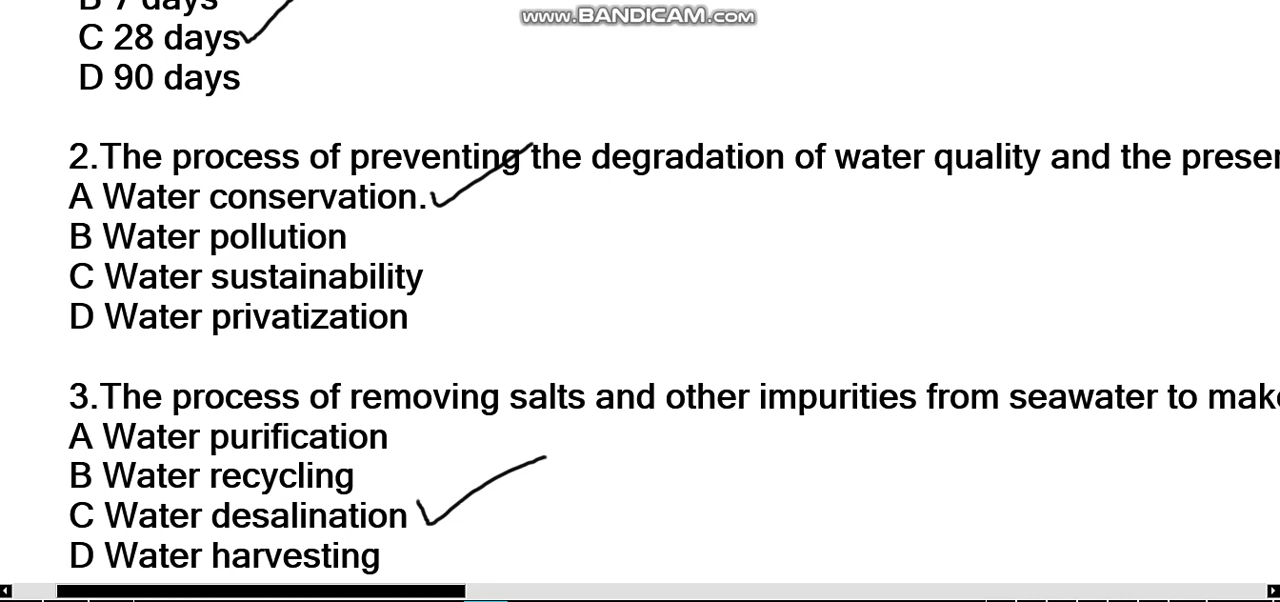 B 7 days
www.BANDICAM.com
C 28 days
D 90 days
2.The process of preventing the degradation of water quality and the
A Water conservation.
B Water pollution
C Water sustainability
D Water privatization
3.The process of removing salts and other impurities from seawater to
A Water purification
B Water recycling
C Water desalination
D Water harvesting